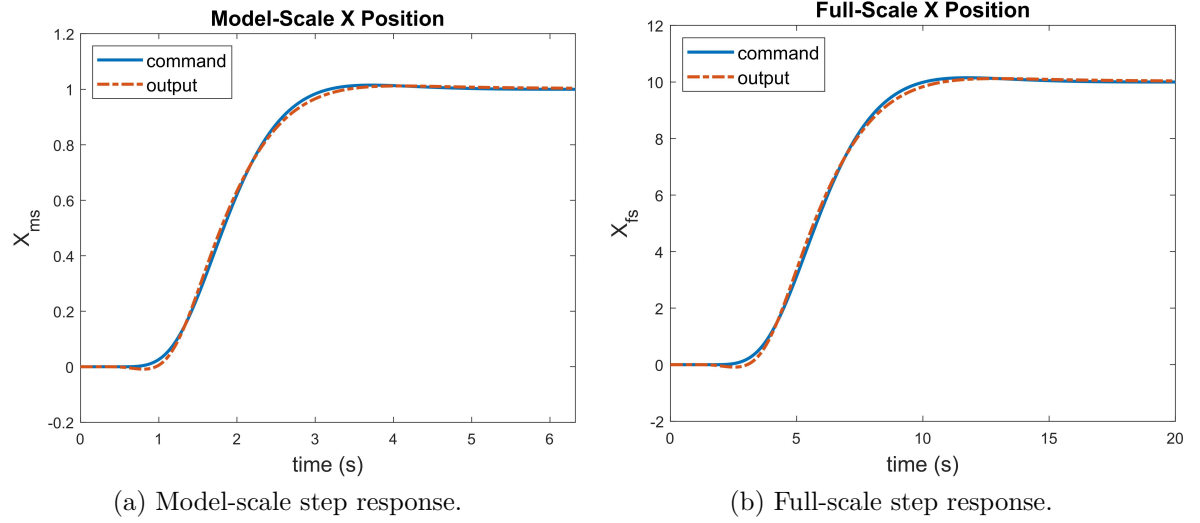 Model-Scale X Position
1.2
1
0.8
0.6
0.4
0.2
0
-0.2
X_ms
command
output
0 1 2 3 4 5 6
time (s)
(a) Model-scale step response.
Full-Scale X Position
12
10
8
6
4
2
0
-2
X_fs
command
output
0 5 10 15 20
time (s)
(b) Full-scale step response.